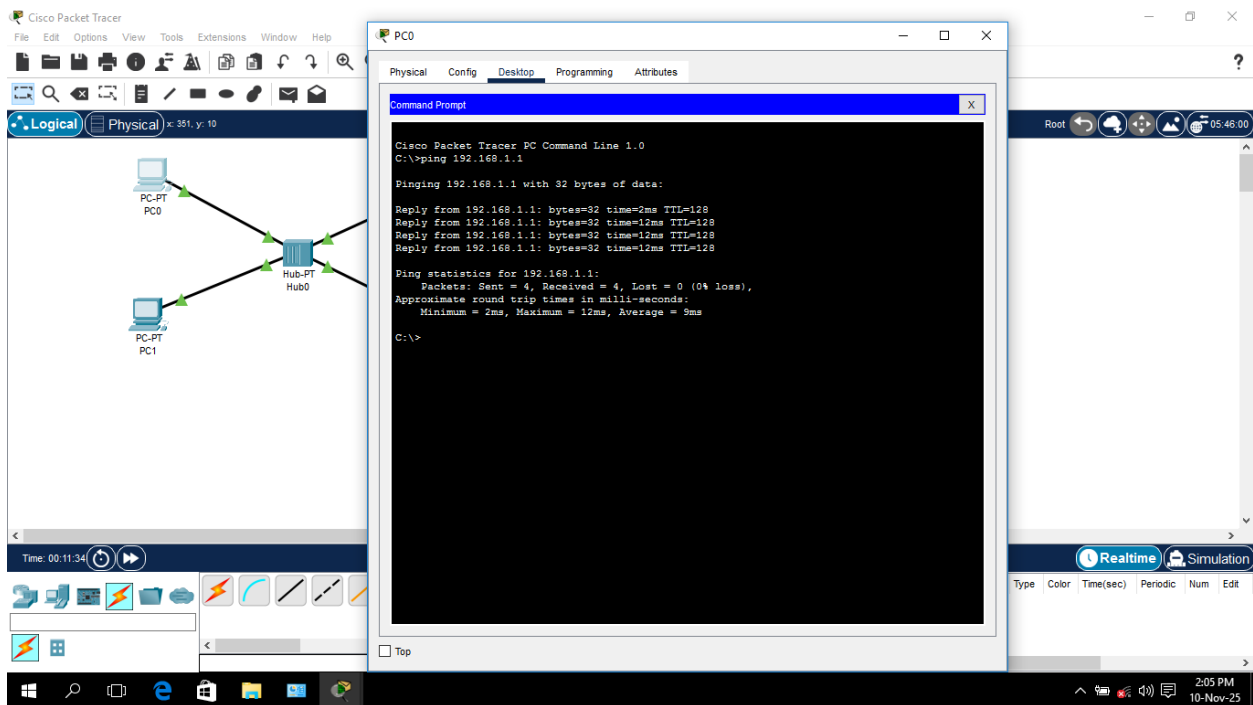 Cisco Packet Tracer
File Edit Options View Tools Extensions Window Help
?
Logical
Physical
x: 351, y: 10
Root
05:46:00
PC-PT
PC0
Hub-PT
Hub0
PC-PT
PC1
PC0
Physical Config Desktop Programming Attributes
Command Prompt
X
Cisco Packet Tracer PC Command Line 1.0
C:\>ping 192.168.1.1
Pinging 192.168.1.1 with 32 bytes of data:
Reply from 192.168.1.1: bytes=32 time=2ms TTL=128
Reply from 192.168.1.1: bytes=32 time=12ms TTL=128
Reply from 192.168.1.1: bytes=32 time=12ms TTL=128
Reply from 192.168.1.1: bytes=32 time=12ms TTL=128
Ping statistics for 192.168.1.1:
Packets: Sent = 4, Received = 4, Lost = 0 (0% loss),
Approximate round trip times in milli-seconds:
Minimum = 2ms, Maximum = 12ms, Average = 9ms
C:\>
Top
Time: 00:11:34
Realtime
Simulation
Type Color Time(sec) Periodic Num Edit
2:05 PM
10-Nov-25